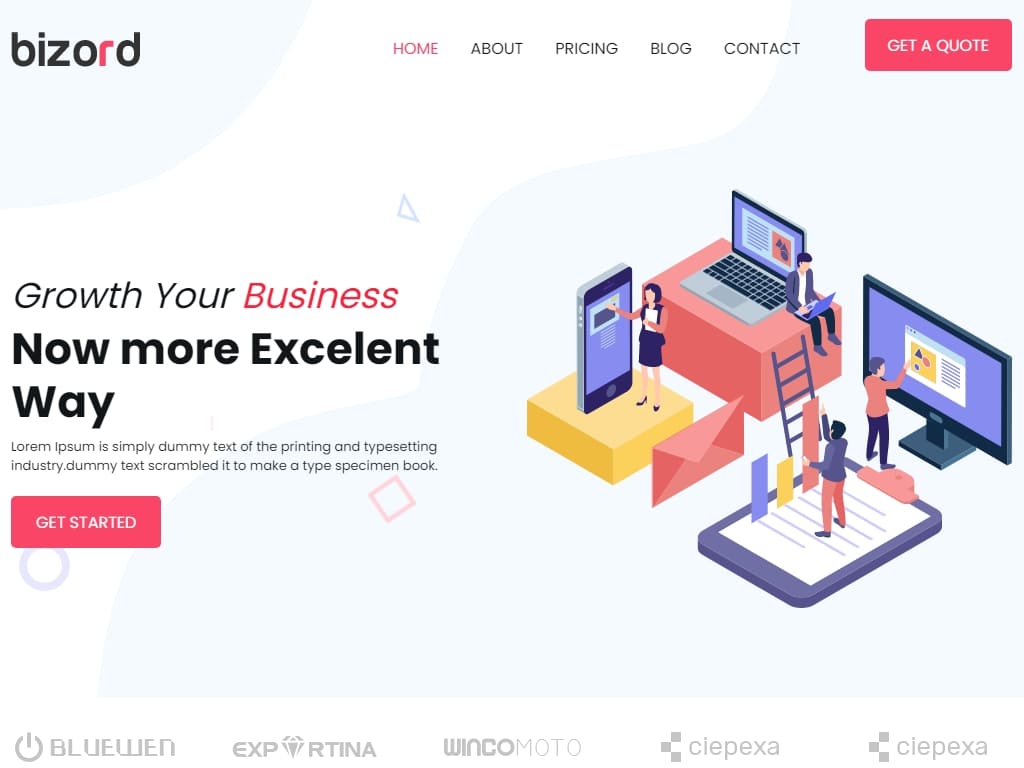 bizord
HOME ABOUT PRICING BLOG CONTACT
GET A QUOTE
Growth Your Business
Now more Excelent
Way
Lorem Ipsum is simply dummy text of the printing and typesetting
industry.dummy text scrambled it to make a type specimen book.
GET STARTED
BLUEWEN EXPORTINA WINCOMOTO ciepexa ciepexa